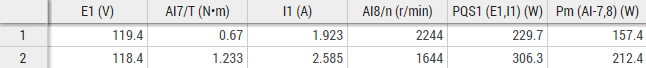 E1 (V) AI7/T (N•m) I1 (A) AI8/n (r/min) PQS1 (E1,I1) (W) Pm (AI-7,8) (W)
1 119.4 0.67 1.923 2244 229.7 157.4
2 118.4 1.233 2.585 1644 306.3 212.4